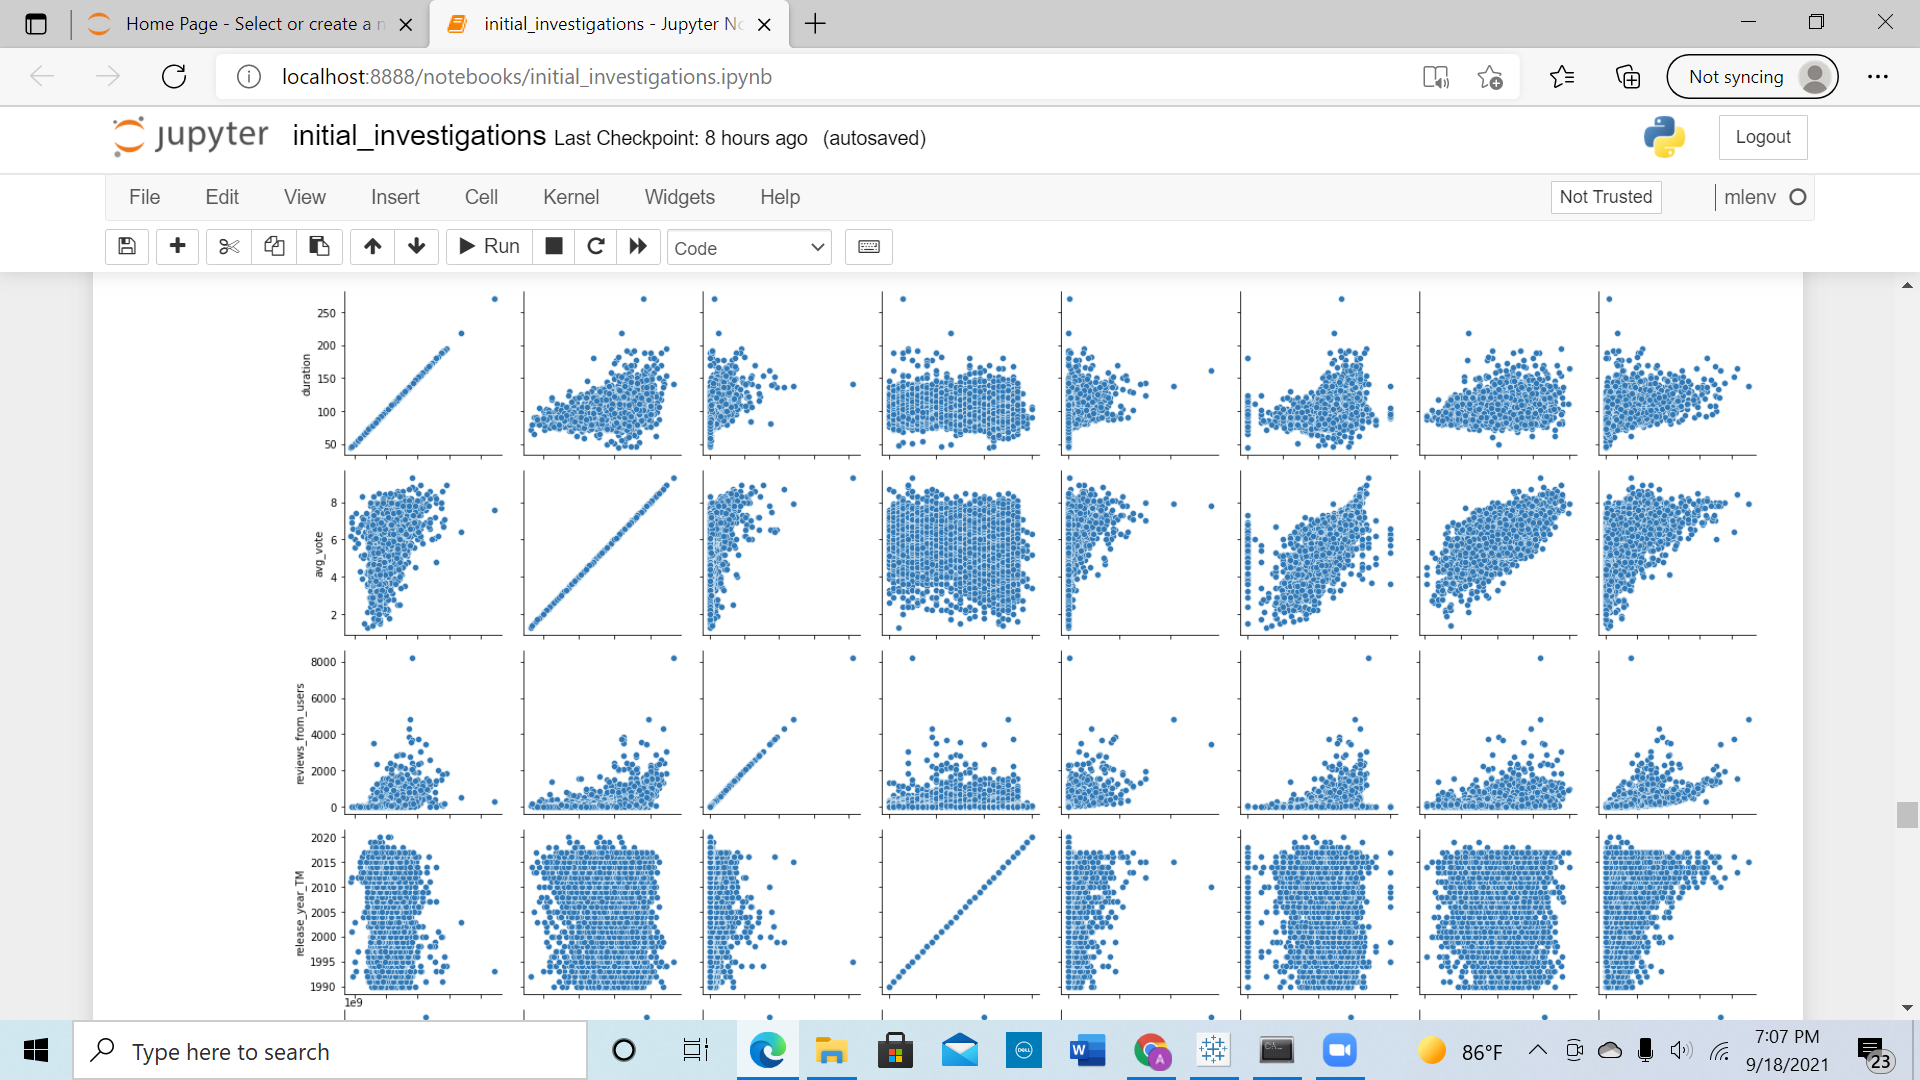 Home Page - Select or create a n
initial_investigations - Jupyter No
localhost:8888/notebooks/initial_investigations.ipynb
Not syncing
jupyter initial_investigations Last Checkpoint: 8 hours ago (autosaved)
Logout
File Edit View Insert Cell Kernel Widgets Help
Not Trusted
mlenv
Run
Code
250
200
150
100
50
duration
8
6
4
2
avg_vote
8000
6000
4000
2000
0
reviews_from_users
2020
2015
2010
2005
2000
1995
1990
release_year_TM
1e9
Type here to search
DELL
W
A
C:\_
86°F
7:07 PM
9/18/2021
23